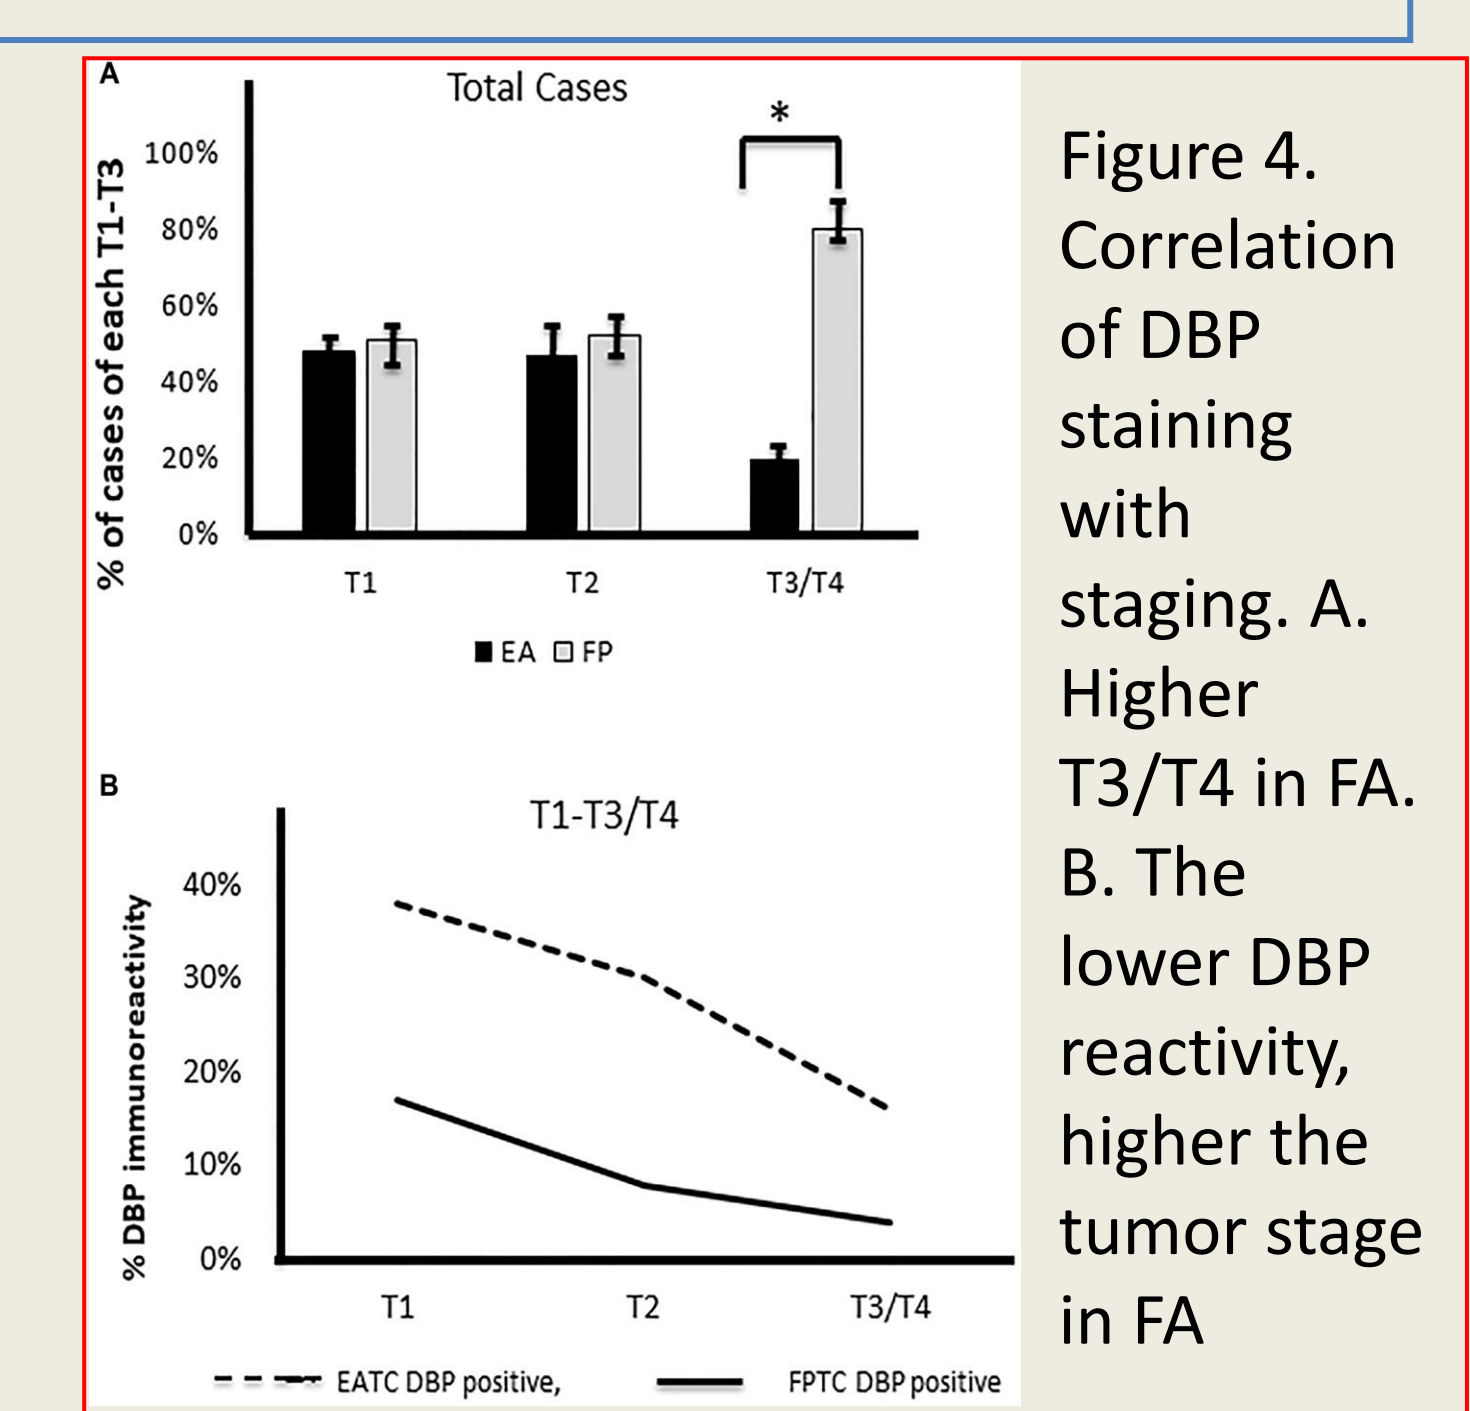 A
Total Cases
*
% of cases of each T1-T3
100%
80%
60%
40%
20%
0%
T1
T2
T3/T4
EA
FP
B
T1-T3/T4
% DBP immunoreactivity
40%
30%
20%
10%
0%
T1
T2
T3/T4
EATC DBP positive,
FPTC DBP positive
Figure 4.
Correlation
of DBP
staining
with
staging. A.
Higher
T3/T4 in FA.
B. The
lower DBP
reactivity,
higher the
tumor stage
in FA